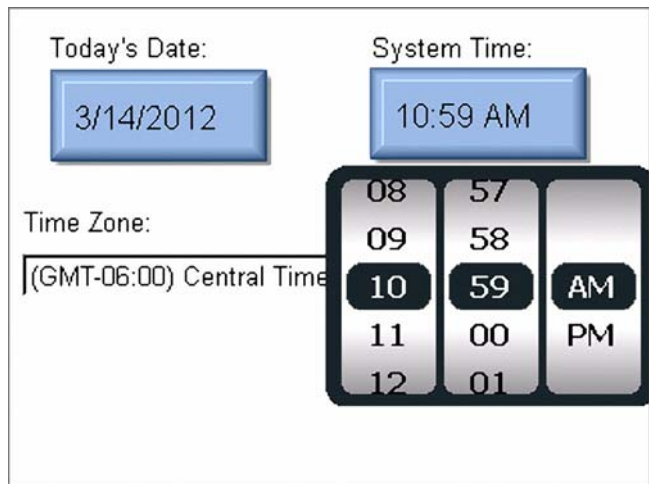 Today's Date:
System Time:
3/14/2012
10:59 AM
Time Zone:
(GMT-06:00) Central Time
08 57
09 58
10 59 AM
11 00 PM
12 01